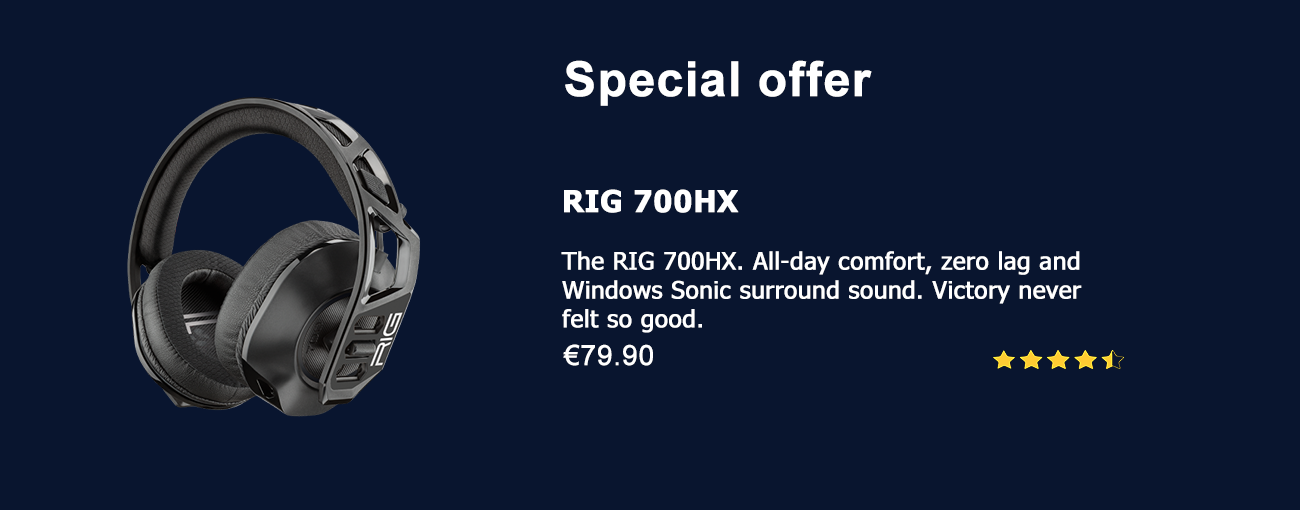 Special offer
RIG 700HX
The RIG 700HX. All-day comfort, zero lag and
Windows Sonic surround sound. Victory never
felt so good.
€79.90
RIG